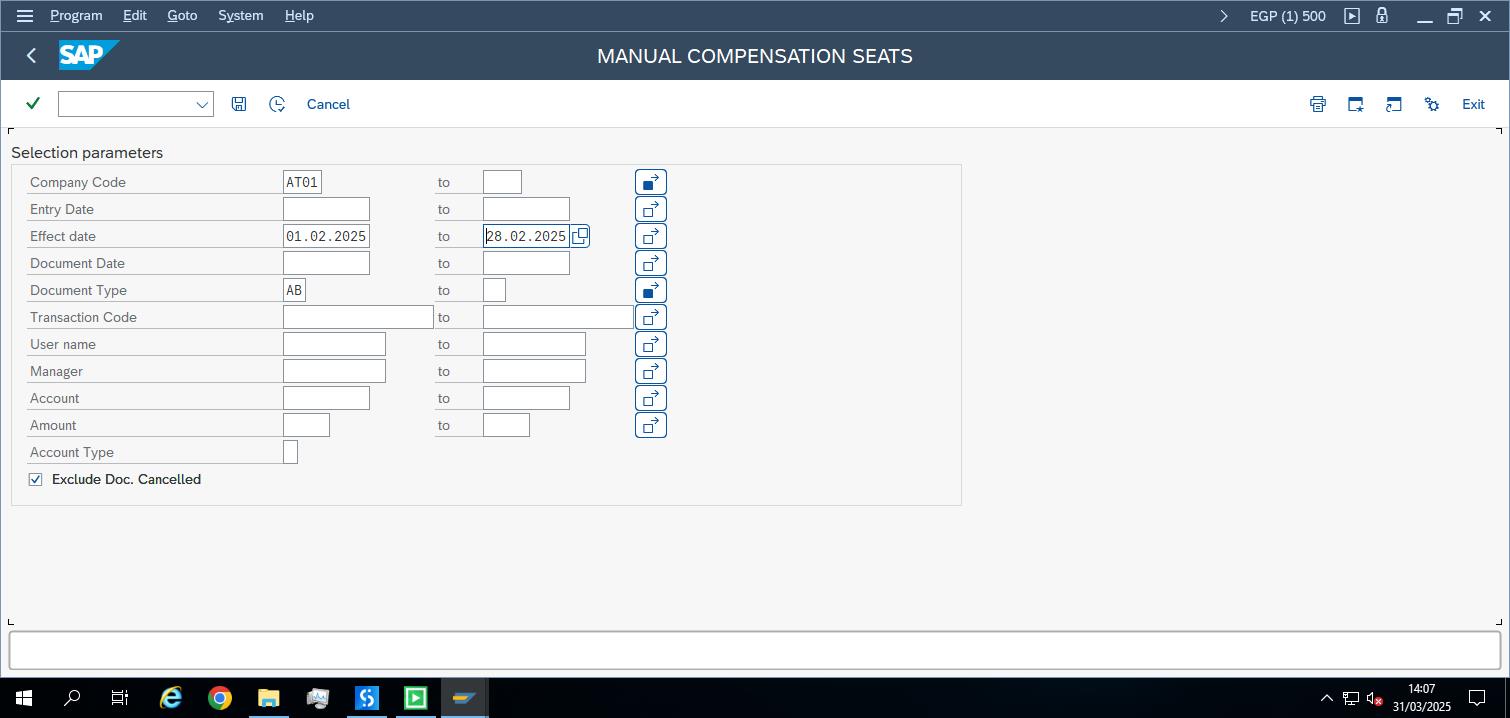 Program Edit Goto System Help EGP (1) 500
SAP MANUAL COMPENSATION SEATS
Cancel Exit
Selection parameters
Company Code AT01 to
Entry Date to
Effect date 01.02.2025 to 28.02.2025
Document Date to
Document Type AB to
Transaction Code to
User name to
Manager to
Account to
Amount to
Account Type
Exclude Doc. Cancelled
14:07
31/03/2025